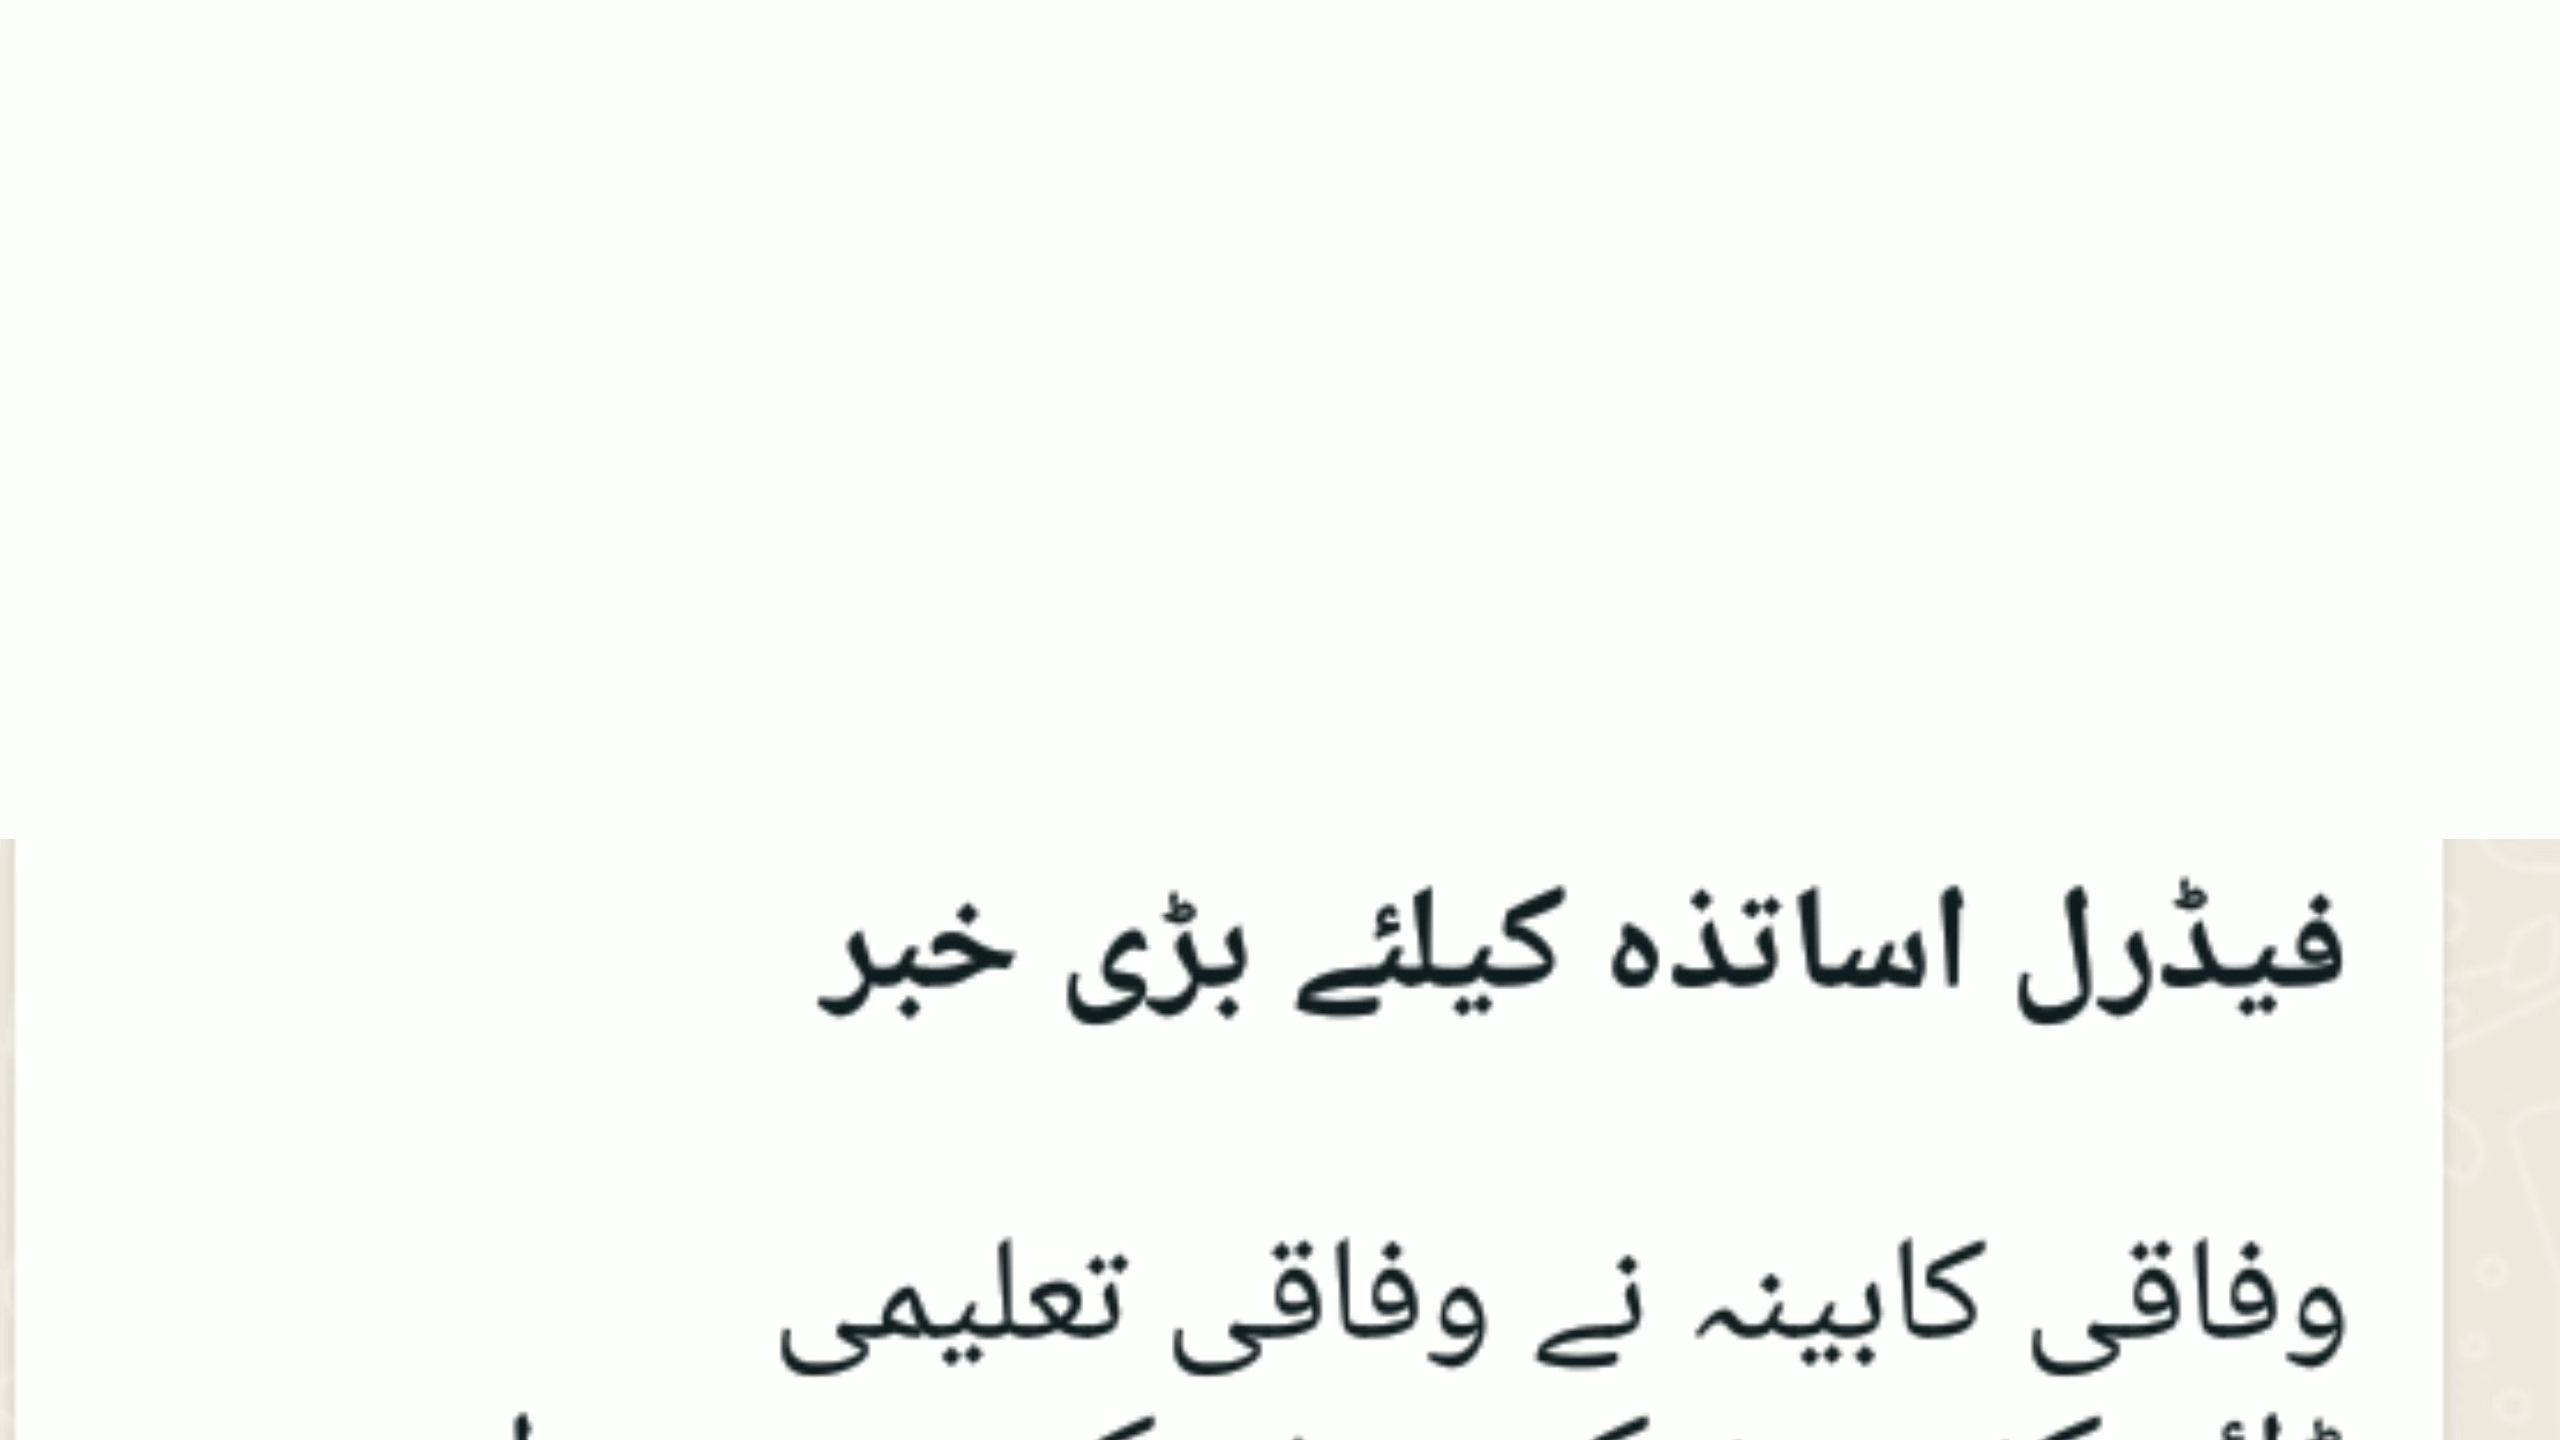 فیڈرل اساتذہ کیلئے بڑی خبر
وفاقی کابینہ نے وفاقی تعلیمی